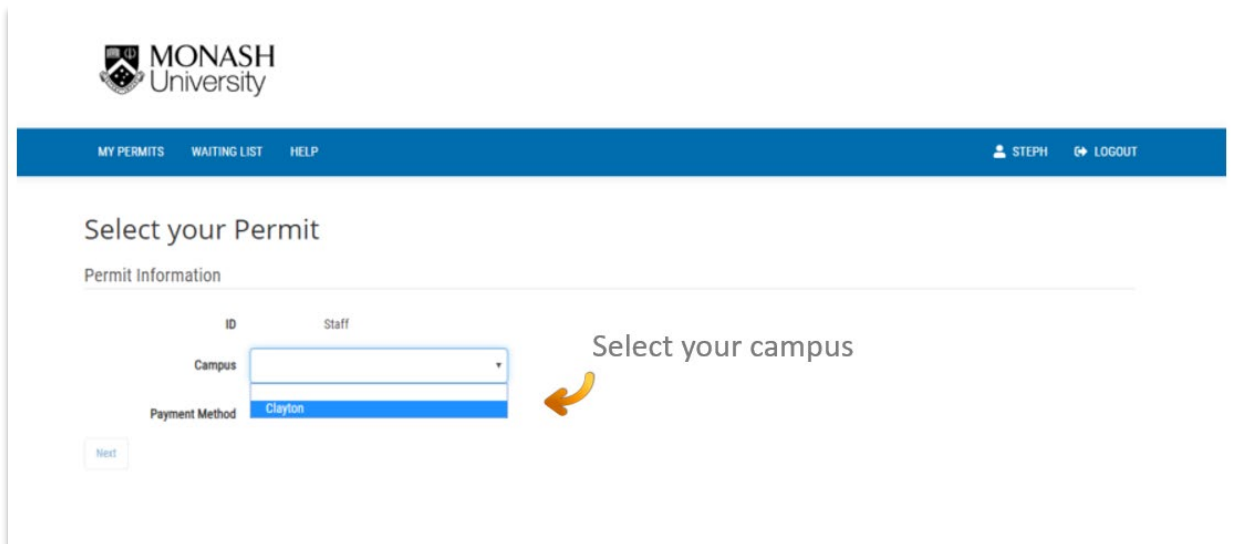 MONASH
University
MY PERMITS WAITING LIST HELP STEPH LOGOUT
Select your Permit
Permit Information
ID Staff
Select your campus
Campus
Clayton
Payment Method
Next